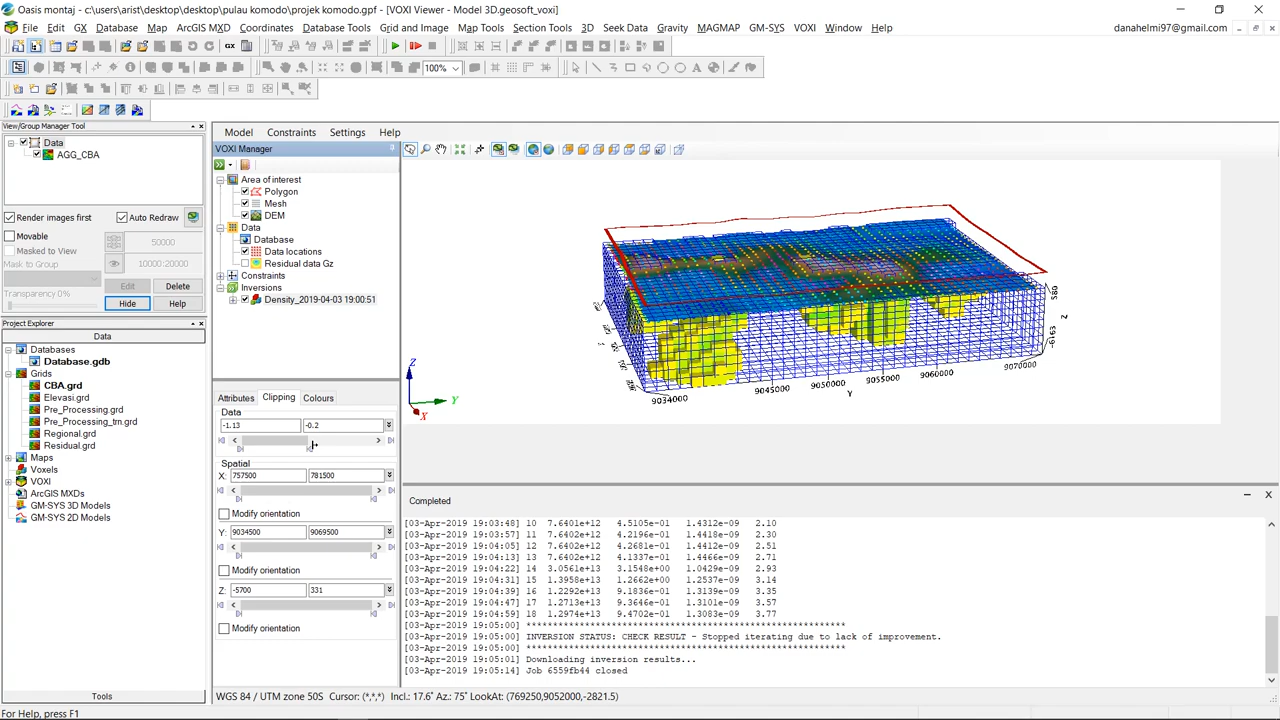 Oasis montaj - c:\users\arist\desktop\desktop\pulau komodo\projek komodo.gpf - [VOXI Viewer - Model 3D.geosoft_voxi]
File Edit GX Database Map ArcGIS MXD Coordinates Database Tools Grid and Image Map Tools Section Tools 3D Seek Data Gravity MAGMAP GM-SYS VOXI Window Help
danahelmi97@gmail.com
GX
100%
View/Group Manager Tool
Data
AGG_CBA
Render images first Auto Redraw
Movable
50000
Masked to View
Mask to Group
10000:20000
Edit Delete
Transparency 0%
Hide Help
Project Explorer
Data
Databases
Database.gdb
Grids
CBA.grd
Elevasi.grd
Pre_Processing.grd
Pre_Processing_trn.grd
Regional.grd
Residual.grd
Maps
Voxels
VOXI
ArcGIS MXDs
GM-SYS 3D Models
GM-SYS 2D Models
Tools
Model Constraints Settings Help
VOXI Manager
Area of interest
Polygon
Mesh
DEM
Data
Database
Data locations
Residual data Gz
Constraints
Inversions
Density_2019-04-03 19:00:51
Attributes Clipping Colours
Data
-1.13 -0.2
Spatial
X: 757500 781500
Modify orientation
Y: 9034500 9069500
Modify orientation
Z: -5700 331
Modify orientation
Z
Y
X
9034000 9045000 9050000 9055000 9060000 9070000
Y
580
Z
-6163
Completed
[03-Apr-2019 19:03:48] 10 7.6401e+12 4.5105e-01 1.4312e-09 2.10
[03-Apr-2019 19:03:57] 11 7.6402e+12 4.2196e-01 1.4418e-09 2.30
[03-Apr-2019 19:04:05] 12 7.6402e+12 4.2681e-01 1.4412e-09 2.51
[03-Apr-2019 19:04:13] 13 7.6402e+12 4.1337e-01 1.4466e-09 2.71
[03-Apr-2019 19:04:22] 14 3.0561e+13 3.1548e+00 1.0429e-09 2.93
[03-Apr-2019 19:04:31] 15 1.3958e+13 1.2662e+00 1.2537e-09 3.14
[03-Apr-2019 19:04:39] 16 1.2292e+13 9.1836e-01 1.3139e-09 3.35
[03-Apr-2019 19:04:47] 17 1.2713e+13 9.3646e-01 1.3101e-09 3.57
[03-Apr-2019 19:04:59] 18 1.2974e+13 9.4702e-01 1.3083e-09 3.77
[03-Apr-2019 19:05:00] ****************************************************************
[03-Apr-2019 19:05:00] INVERSION STATUS: CHECK RESULT - Stopped iterating due to lack of improvement.
[03-Apr-2019 19:05:00] ****************************************************************
[03-Apr-2019 19:05:01] Downloading inversion results...
[03-Apr-2019 19:05:14] Job 6559fb44 closed
WGS 84 / UTM zone 50S Cursor: (*,*,*) Incl.: 17.6° Az.: 75° LookAt: (769250,9052000,-2821.5)
For Help, press F1